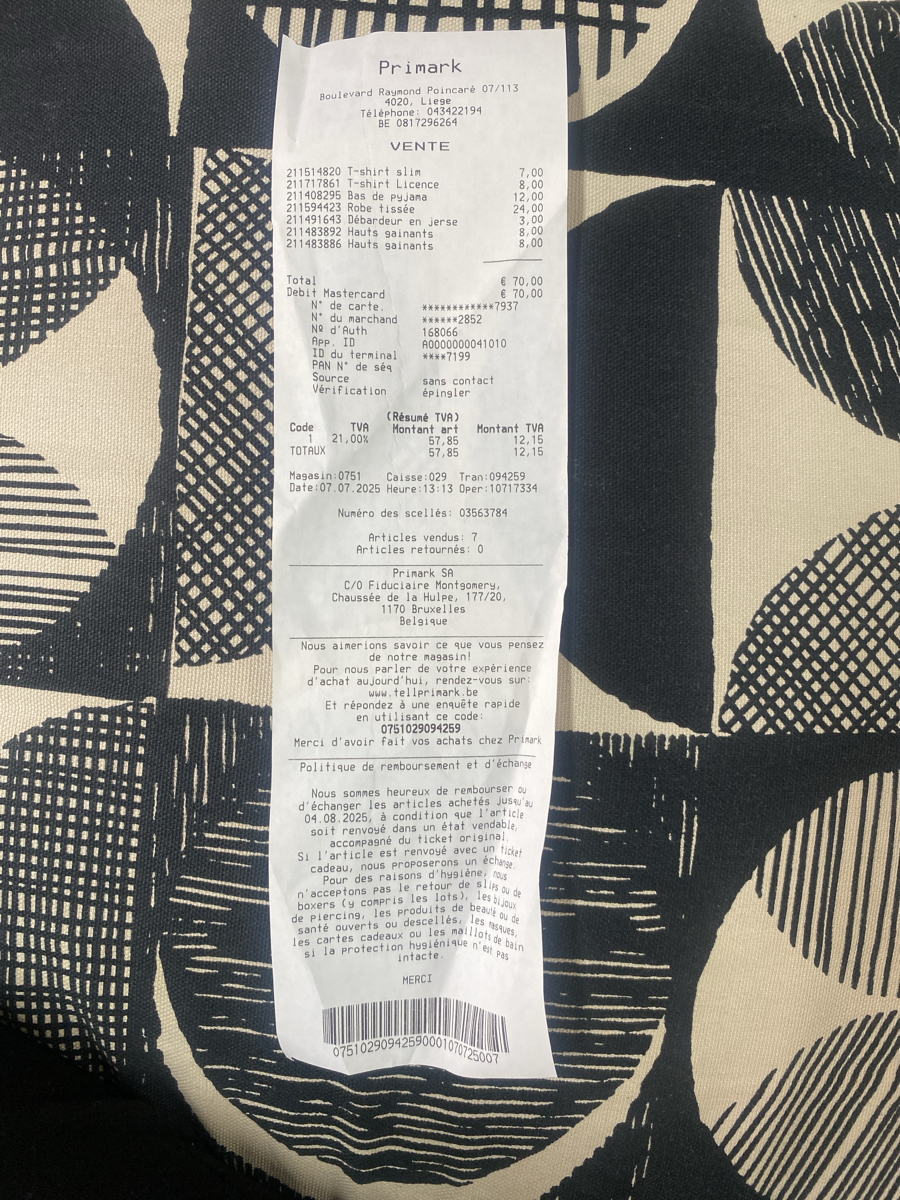 Primark
Boulevard Raymond Poincaré 07/113
4020, Liege
Téléphone: 043422194
BE 0817296264
VENTE
211514820 T-shirt slim 7,00
211717861 T-shirt Licence 8,00
211408295 Bas de pyjama 12,00
211594423 Robe tissée 24,00
211491643 Débardeur en jerse 3,00
211483892 Hauts gainants 8,00
211483886 Hauts gainants 8,00
Total € 70,00
Debit Mastercard € 70,00
N° de carte. ************7937
N° du marchand ******2852
Nº d'Auth 168066
App. ID A0000000041010
ID du terminal ****7199
PAN N° de séq
Source sans contact
Vérification épingler
(Résumé TVA)
Code TVA Montant art Montant TVA
1 21,00% 57,85 12,15
TOTAUX 57,85 12,15
Magasin:0751 Caisse:029 Tran:094259
Date:07.07.2025 Heure:13:13 Oper:10717334
Numéro des scellés: 03563784
Articles vendus: 7
Articles retournés: 0
Primark SA
C/O Fiduciaire Montgomery,
Chaussée de la Hulpe, 177/20,
1170 Bruxelles
Belgique
Nous aimerions savoir ce que vous pensez
de notre magasin!
Pour nous parler de votre expérience
d'achat aujourd'hui, rendez-vous sur:
www.tellprimark.be
Et répondez à une enquête rapide
en utilisant ce code:
0751029094259
Merci d'avoir fait vos achats chez Primark
Politique de remboursement et d'échange
Nous sommes heureux de rembourser ou
d'échanger les articles achetés jusqu'au
04.08.2025, à condition que l'article
soit renvoyé dans un état vendable,
accompagné du ticket original.
Si l'article est renvoyé avec un ticket
cadeau, nous proposerons un échange.
Pour des raisons d'hygiène, nous
n'acceptons pas le retour de slips ou de
boxers (y compris les lots), les bijoux
de piercing, les produits de beauté ou de
santé ouverts ou descellés, les masques,
les cartes cadeaux ou les maillots de bain
si la protection hygiénique n'est pas
intacte.
MERCI
07510290942590001070725007